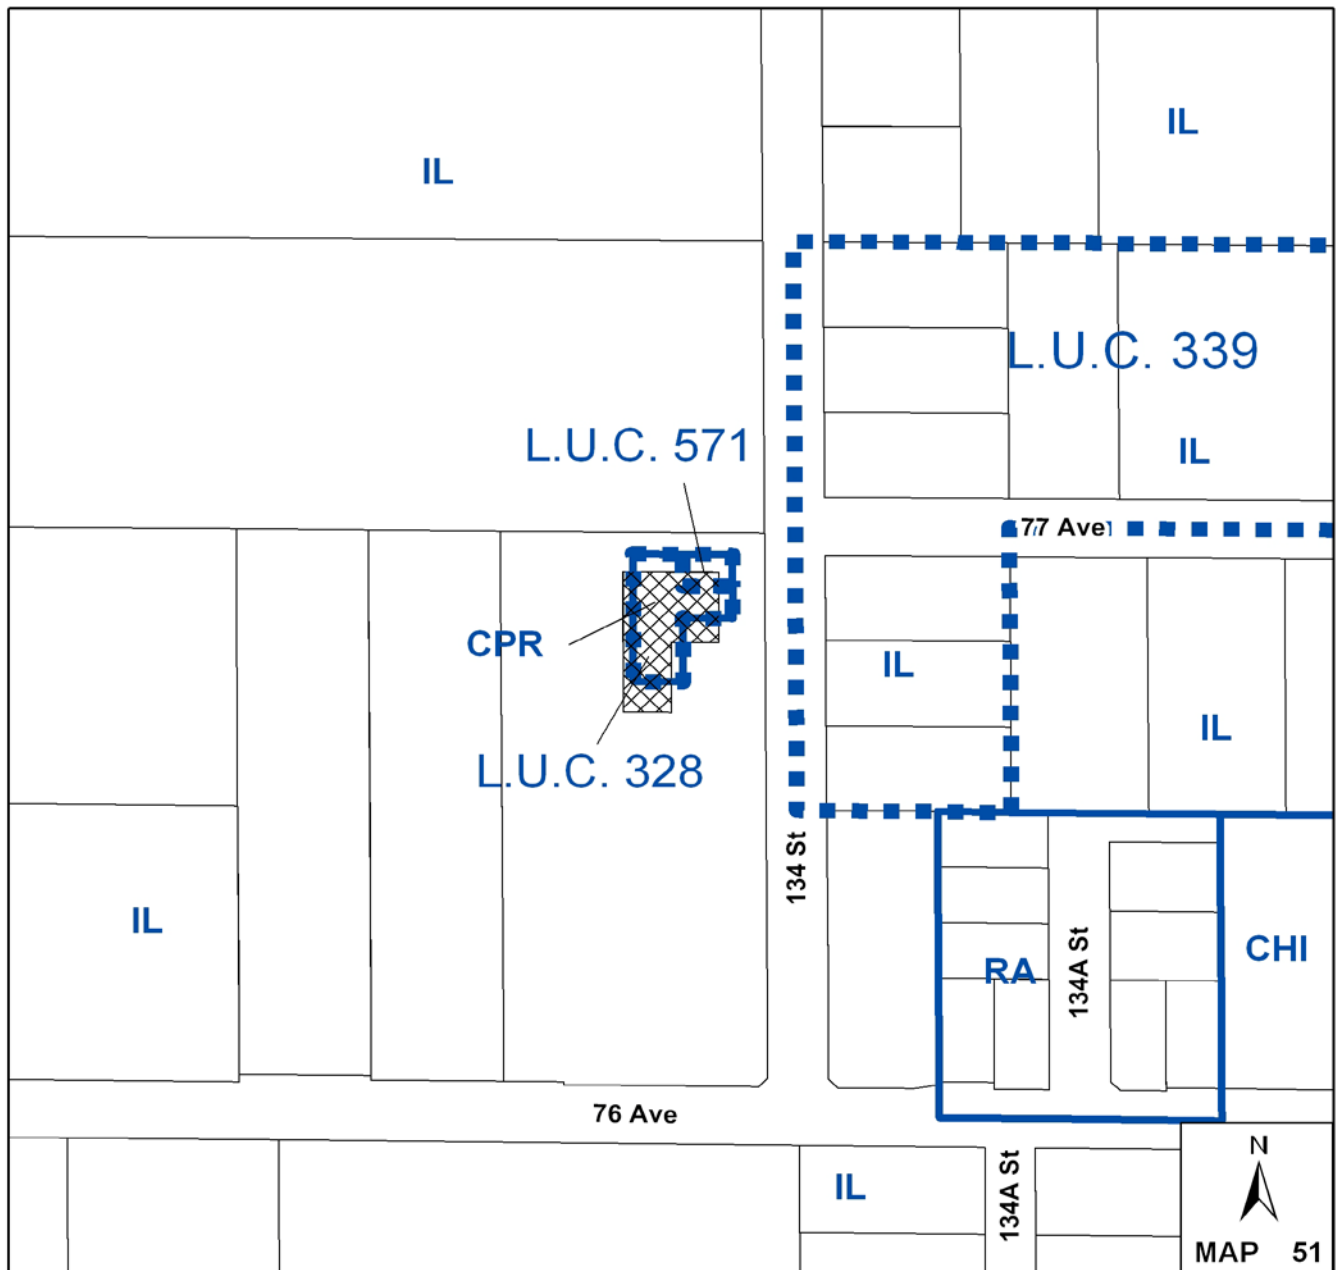 IL
IL
L.U.C. 339
L.U.C. 571
IL
77 Ave
CPR
IL
IL
L.U.C. 328
134 St
IL
RA
134A St
CHI
76 Ave
IL
134A St
N
MAP 51